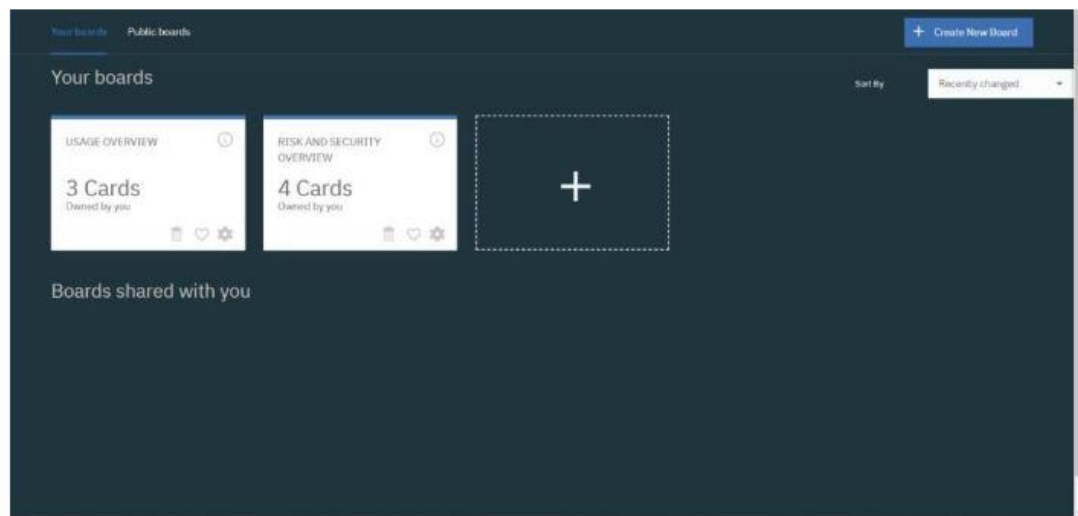 Your boards
Public boards
+ Create New Board
Your boards
Sort By
Recently changed
USAGE OVERVIEW
3 Cards
Owned by you
RISK AND SECURITY
OVERVIEW
4 Cards
Owned by you
Boards shared with you